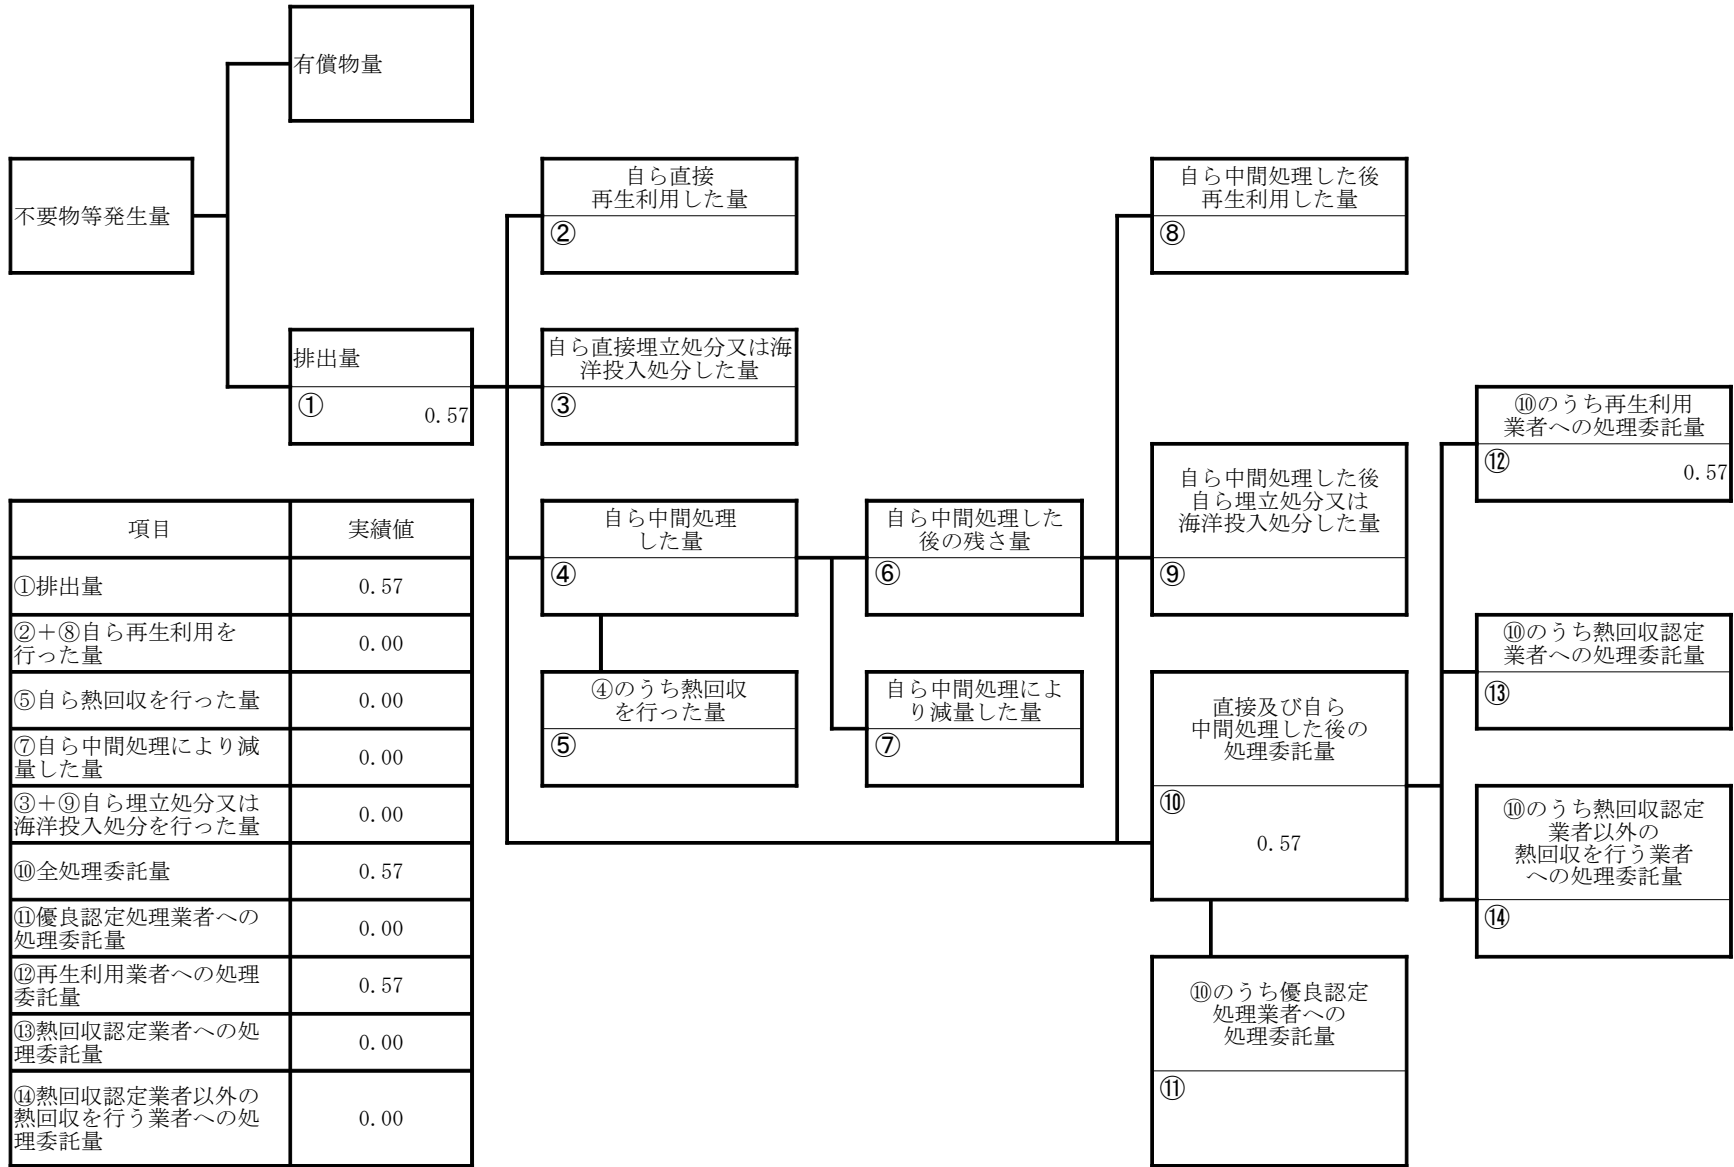 有償物量
不要物等発生量
自ら直接
再生利用した量
②
自ら中間処理した後
再生利用した量
⑧
排出量
①
0.57
自ら直接埋立処分又は海
洋投入処分した量
③
⑩のうち再生利用
業者への処理委託量
⑫
0.57
自ら中間処理した後
自ら埋立処分又は
海洋投入処分した量
⑨
自ら中間処理
した量
④
自ら中間処理した
後の残さ量
⑥
⑩のうち熱回収認定
業者への処理委託量
⑬
④のうち熱回収
を行った量
⑤
自ら中間処理によ
り減量した量
⑦
直接及び自ら
中間処理した後の
処理委託量
⑩
0.57
⑩のうち熱回収認定
業者以外の
熱回収を行う業者
への処理委託量
⑭
⑩のうち優良認定
処理業者への
処理委託量
⑪
項目 実績値
①排出量 0.57
②+⑧自ら再生利用を
行った量 0.00
⑤自ら熱回収を行った量 0.00
⑦自ら中間処理により減
量した量 0.00
③+⑨自ら埋立処分又は
海洋投入処分を行った量 0.00
⑩全処理委託量 0.57
⑪優良認定処理業者への
処理委託量 0.00
⑫再生利用業者への処理
委託量 0.57
⑬熱回収認定業者への処
理委託量 0.00
⑭熱回収認定業者以外の
熱回収を行う業者への処
理委託量 0.00